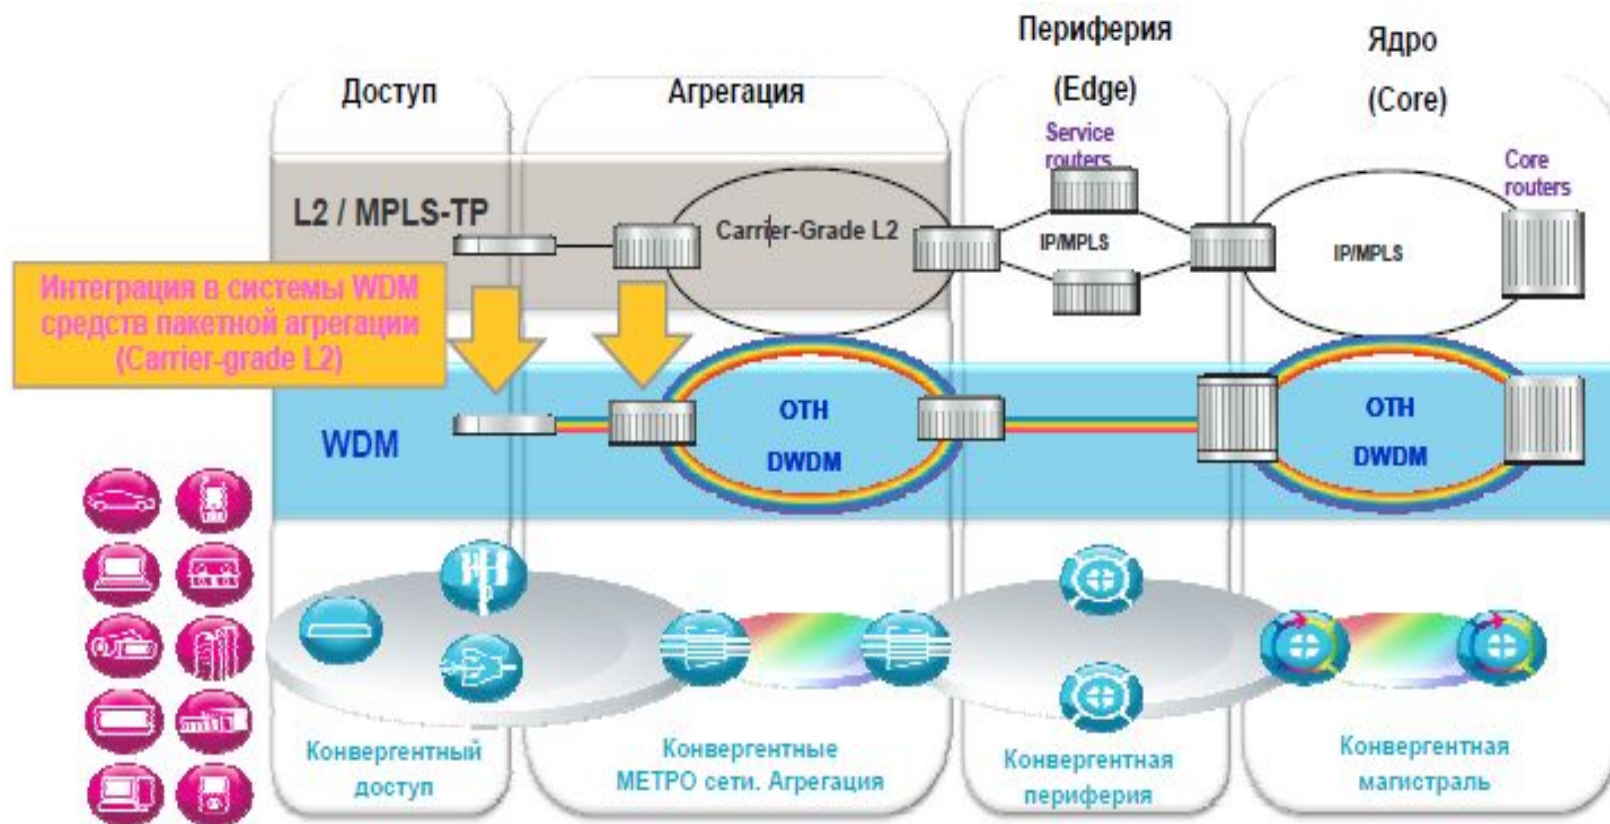 Доступ
Агрегация
Периферия
(Edge)
Ядро
(Core)
Service
routers
Core
routers
L2 / MPLS-TP
Carrier-Grade L2
IP/MPLS
IP/MPLS
Интеграция в системы WDM
средств пакетной агрегации
(Carrier-grade L2)
WDM
OTH
DWDM
OTH
DWDM
Конвергентный
доступ
Конвергентные
МЕТРО сети. Агрегация
Конвергентная
периферия
Конвергентная
магистраль